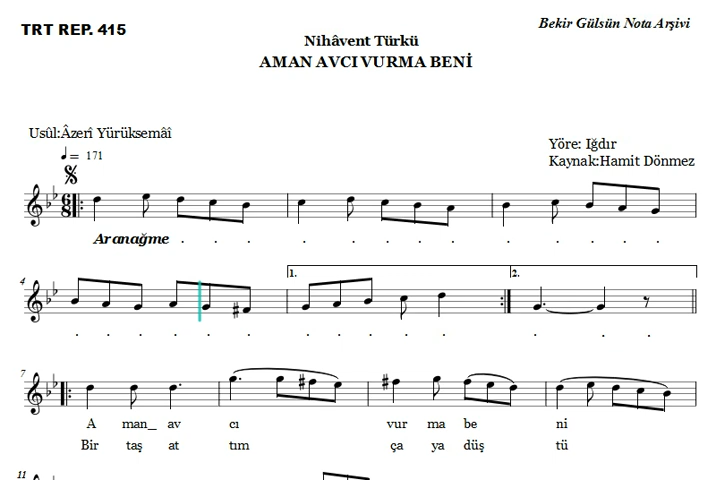 TRT REP. 415
Bekir Gülsün Nota Arşivi
Nihâvent Türkü
AMAN AVCI VURMA BENİ
Usûl:Âzerî Yürüksemâî
Yöre: Iğdır
= 171
Kaynak:Hamit Dönmez
6
8
Aranağme . . . . . . . . . . .
4
1.
2.
. . . . . . . . . .
7
A man_ av cı vur ma be ni
Bir taş at tım ça ya düş tü
11